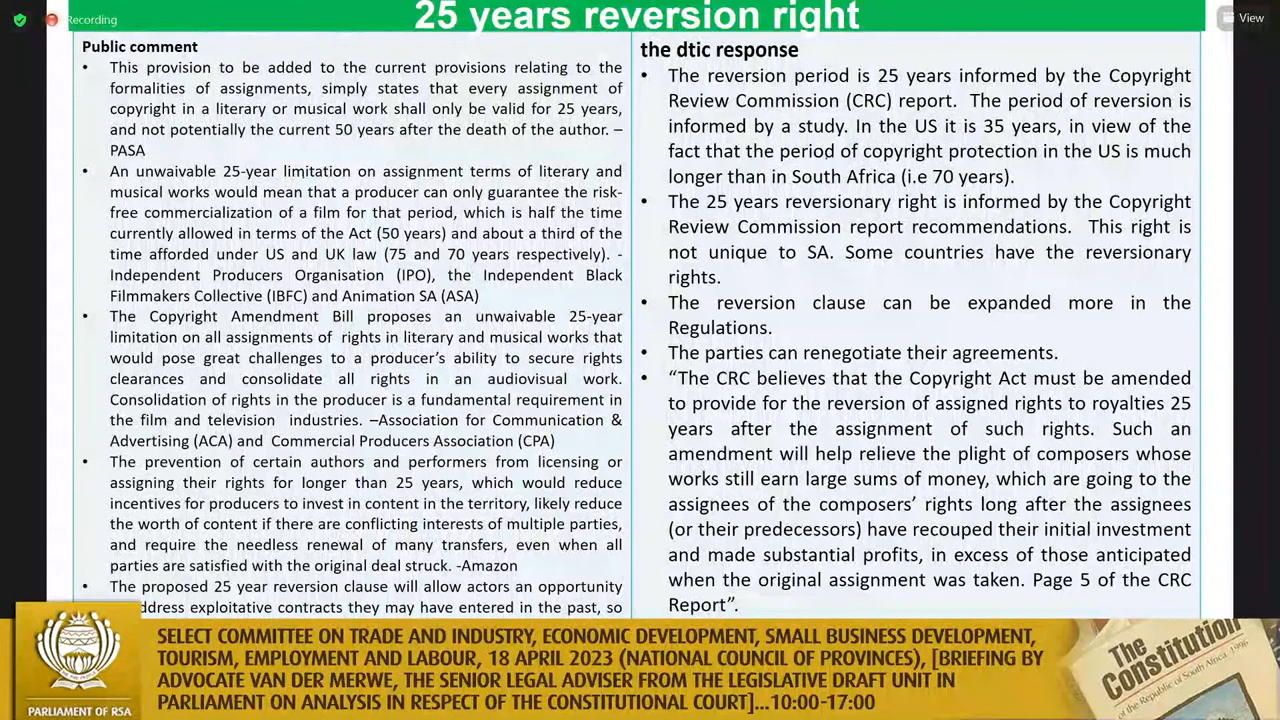 Recording
25 years reversion right
View
Public comment
• This provision to be added to the current provisions relating to the
formalities of assignments, simply states that every assignment of
copyright in a literary or musical work shall only be valid for 25 years,
and not potentially the current 50 years after the death of the author. –
PASA
• An unwaivable 25-year limitation on assignment terms of literary and
musical works would mean that a producer can only guarantee the risk-
free commercialization of a film for that period, which is half the time
currently allowed in terms of the Act (50 years) and about a third of the
time afforded under US and UK law (75 and 70 years respectively). -
Independent Producers Organisation (IPO), the Independent Black
Filmmakers Collective (IBFC) and Animation SA (ASA)
• The Copyright Amendment Bill proposes an unwaivable 25-year
limitation on all assignments of rights in literary and musical works that
would pose great challenges to a producer's ability to secure rights
clearances and consolidate all rights in an audiovisual work.
Consolidation of rights in the producer is a fundamental requirement in
the film and television industries. –Association for Communication &
Advertising (ACA) and Commercial Producers Association (CPA)
• The prevention of certain authors and performers from licensing or
assigning their rights for longer than 25 years, which would reduce
incentives for producers to invest in content in the territory, likely reduce
the worth of content if there are conflicting interests of multiple parties,
and require the needless renewal of many transfers, even when all
parties are satisfied with the original deal struck. -Amazon
• The proposed 25 year reversion clause will allow actors an opportunity
address exploitative contracts they may have entered in the past, so
the dtic response
• The reversion period is 25 years informed by the Copyright
Review Commission (CRC) report. The period of reversion is
informed by a study. In the US it is 35 years, in view of the
fact that the period of copyright protection in the US is much
longer than in South Africa (i.e 70 years).
• The 25 years reversionary right is informed by the Copyright
Review Commission report recommendations. This right is
not unique to SA. Some countries have the reversionary
rights.
• The reversion clause can be expanded more in the
Regulations.
• The parties can renegotiate their agreements.
• “The CRC believes that the Copyright Act must be amended
to provide for the reversion of assigned rights to royalties 25
years after the assignment of such rights. Such an
amendment will help relieve the plight of composers whose
works still earn large sums of money, which are going to the
assignees of the composers’ rights long after the assignees
(or their predecessors) have recouped their initial investment
and made substantial profits, in excess of those anticipated
when the original assignment was taken. Page 5 of the CRC
Report”.
SELECT COMMITTEE ON TRADE AND INDUSTRY, ECONOMIC DEVELOPMENT, SMALL BUSINESS DEVELOPMENT,
TOURISM, EMPLOYMENT AND LABOUR, 18 APRIL 2023 (NATIONAL COUNCIL OF PROVINCES), [BRIEFING BY
ADVOCATE VAN DER MERWE, THE SENIOR LEGAL ADVISER FROM THE LEGISLATIVE DRAFT UNIT IN
PARLIAMENT ON ANALYSIS IN RESPECT OF THE CONSTITUTIONAL COURT]...10:00-17:00
PARLIAMENT OF RSA
The
Constitution
of the Republic of South Africa, 1996